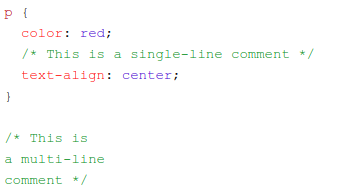 p {
  color: red;
  /* This is a single-line comment */
  text-align: center;
}

/* This is
a multi-line
comment */